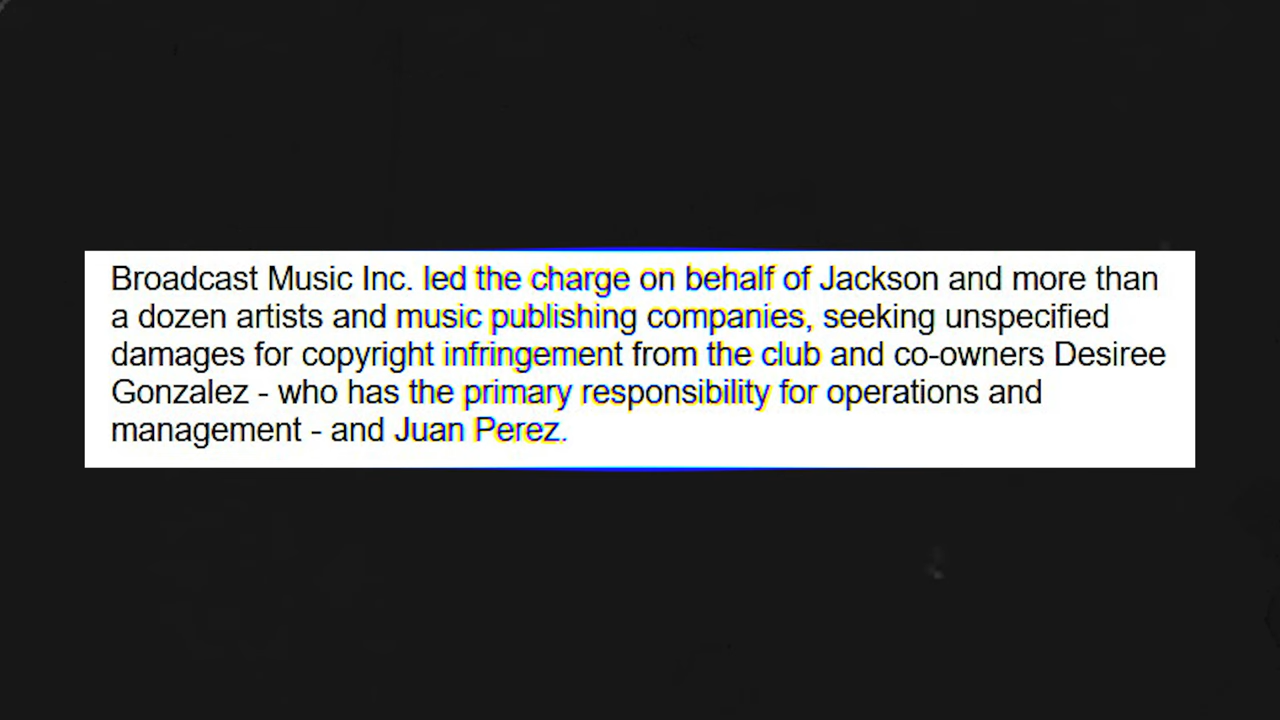 Broadcast Music Inc. led the charge on behalf of Jackson and more than
a dozen artists and music publishing companies, seeking unspecified
damages for copyright infringement from the club and co-owners Desiree
Gonzalez - who has the primary responsibility for operations and
management - and Juan Perez.